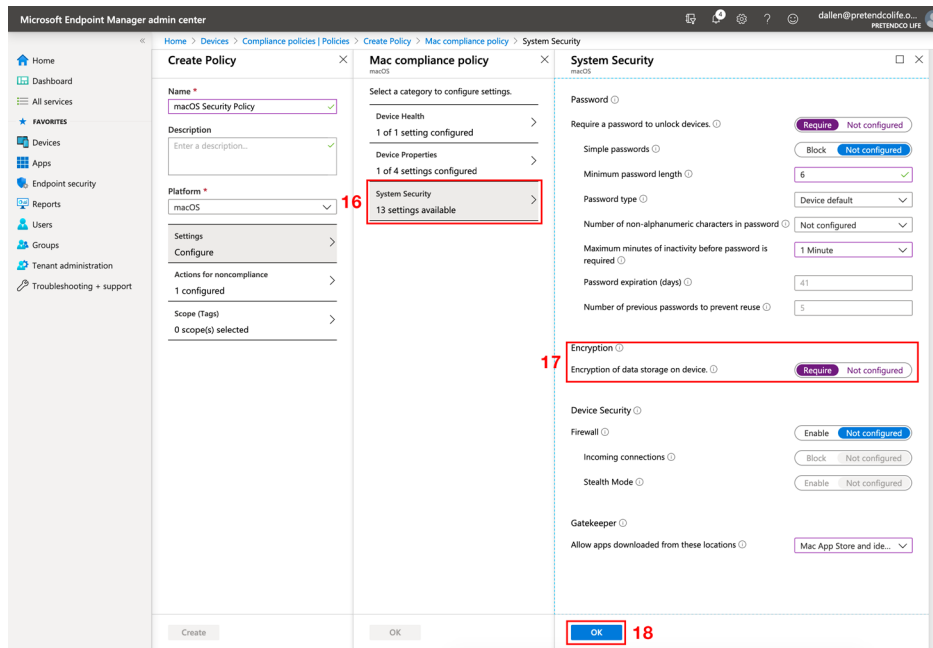 Microsoft Endpoint Manager admin center
4
dallen@pretendcolife.o...
PRETENDCO LIFE
«
Home
Dashboard
All services
FAVORITES
Devices
Apps
Endpoint security
Reports
Users
Groups
Tenant administration
Troubleshooting + support
Home > Devices > Compliance policies | Policies > Create Policy > Mac compliance policy > System Security
Create Policy
Name *
macOS Security Policy
Description
Enter a description..
Platform *
macOS
Settings
Configure
Actions for noncompliance
1 configured
Scope (Tags)
0 scope(s) selected
Create
Mac compliance policy
macOS
Select a category to configure settings.
Device Health
1 of 1 setting configured
Device Properties
1 of 4 settings configured
16
System Security
13 settings available
OK
System Security
macOS
Password
Require a password to unlock devices. Require Not configured
Simple passwords Block Not configured
Minimum password length 6
Password type Device default
Number of non-alphanumeric characters in password Not configured
Maximum minutes of inactivity before password is required 1 Minute
Password expiration (days) 41
Number of previous passwords to prevent reuse 5
17
Encryption
Encryption of data storage on device. Require Not configured
Device Security
Firewall Enable Not configured
Incoming connections Block Not configured
Stealth Mode Enable Not configured
Gatekeeper
Allow apps downloaded from these locations Mac App Store and ide...
OK
18